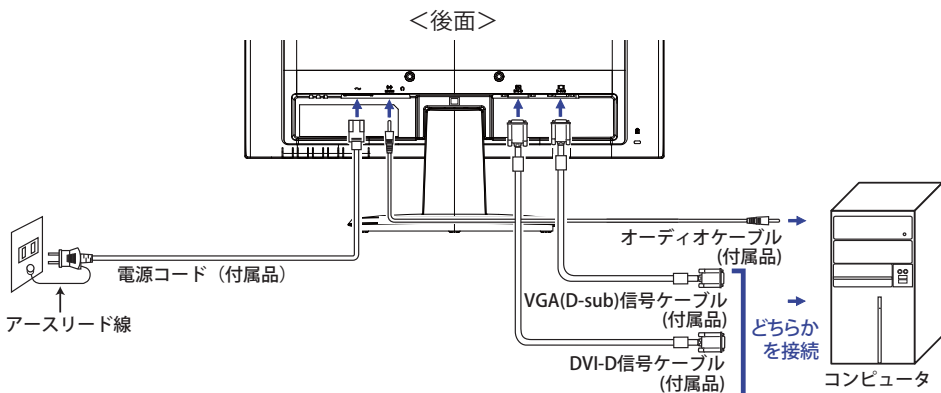 ＜後面＞
オーディオケーブル
(付属品)
電源コード（付属品）
アースリード線
VGA(D-sub)信号ケーブル
(付属品)
どちらか
を接続
DVI-D信号ケーブル
(付属品)
コンピュータ